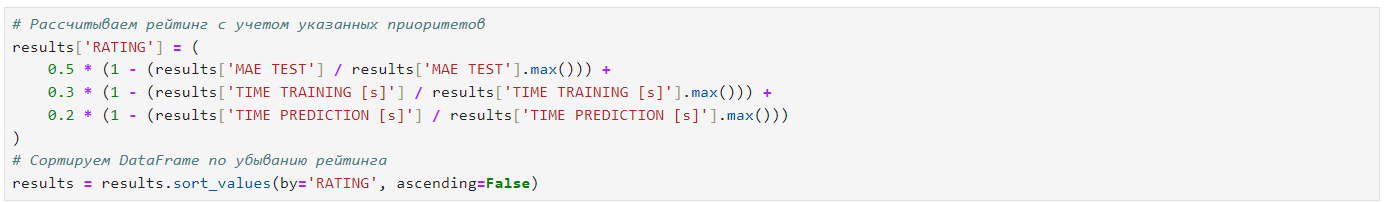 # Рассчитываем рейтинг с учетом указанных приоритетов
results['RATING'] = (
    0.5 * (1 - (results['MAE TEST'] / results['MAE TEST'].max())) +
    0.3 * (1 - (results['TIME TRAINING [s]'] / results['TIME TRAINING [s]'].max())) +
    0.2 * (1 - (results['TIME PREDICTION [s]'] / results['TIME PREDICTION [s]'].max()))
)
# Сортируем DataFrame по убыванию рейтинга
results = results.sort_values(by='RATING', ascending=False)